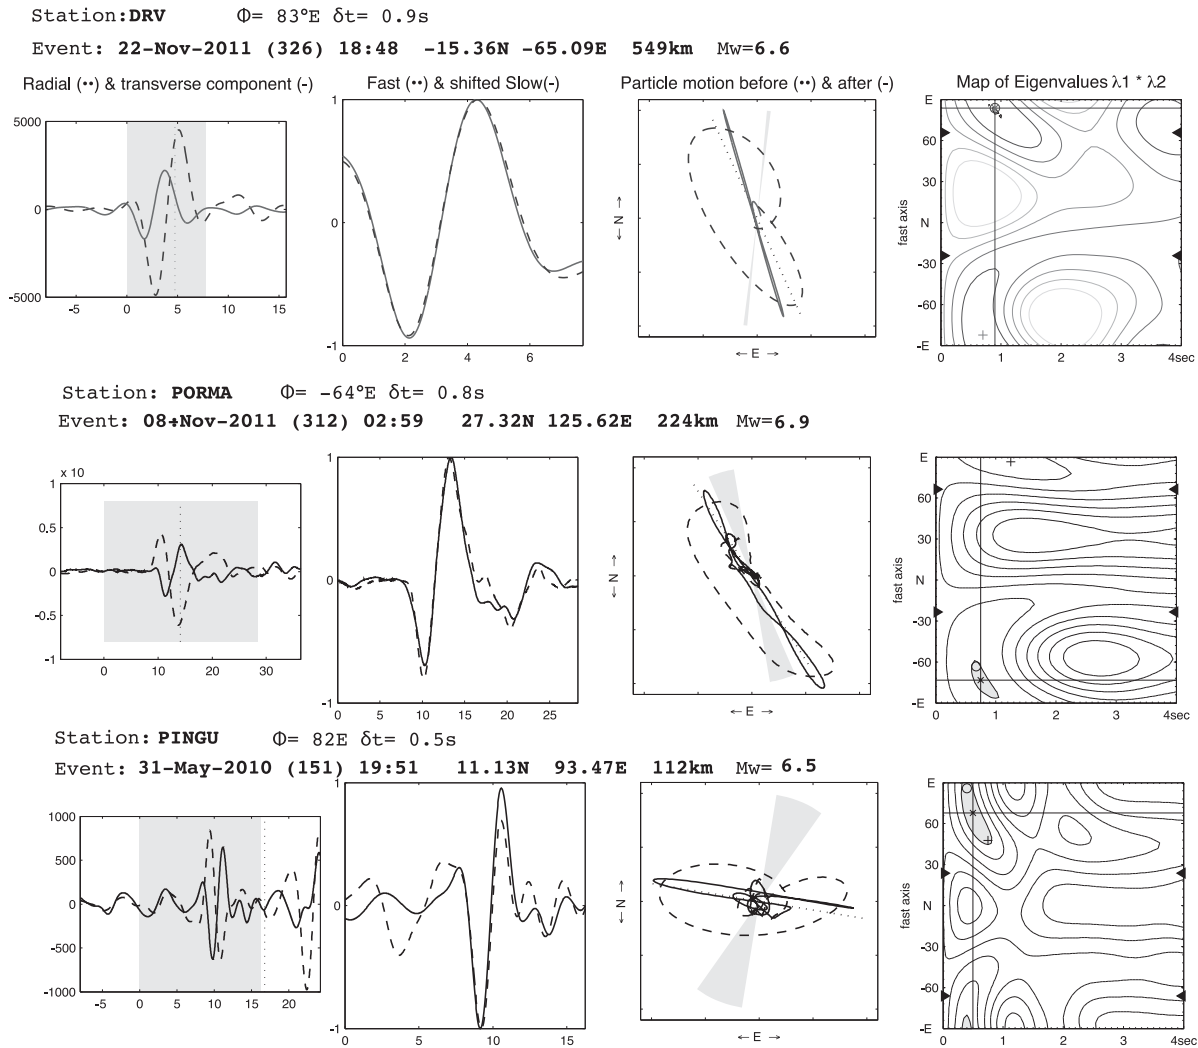 Station:DRV Φ= 83°E δt= 0.9s
Event: 22-Nov-2011 (326) 18:48 -15.36N -65.09E 549km Mw=6.6
Radial (••) & transverse component (-) Fast (••) & shifted Slow(-) Particle motion before (••) & after (-) Map of Eigenvalues λ1 * λ2
5000
0
-5000
-5 0 5 10 15
1
0
-1
0 2 4 6
← N →
← E →
fast axis
E
60
30
N
-30
-60
-E
0 1 2 3 4sec
Station: PORMA Φ= -64°E δt= 0.8s
Event: 08+Nov-2011 (312) 02:59 27.32N 125.62E 224km Mw=6.9
x 10
1
0.5
0
-0.5
-1
0 10 20 30
1
0
-1
0 5 10 15 20 25
← N →
← E →
fast axis
E
60
30
N
-30
-60
-E
0 1 2 3 4sec
Station: PINGU Φ= 82E δt= 0.5s
Event: 31-May-2010 (151) 19:51 11.13N 93.47E 112km Mw= 6.5
1000
500
0
-500
-1000
-5 0 5 10 15 20
1
0
-1
0 5 10 15
← N →
← E →
fast axis
E
60
30
N
-30
-60
-E
0 1 2 3 4sec